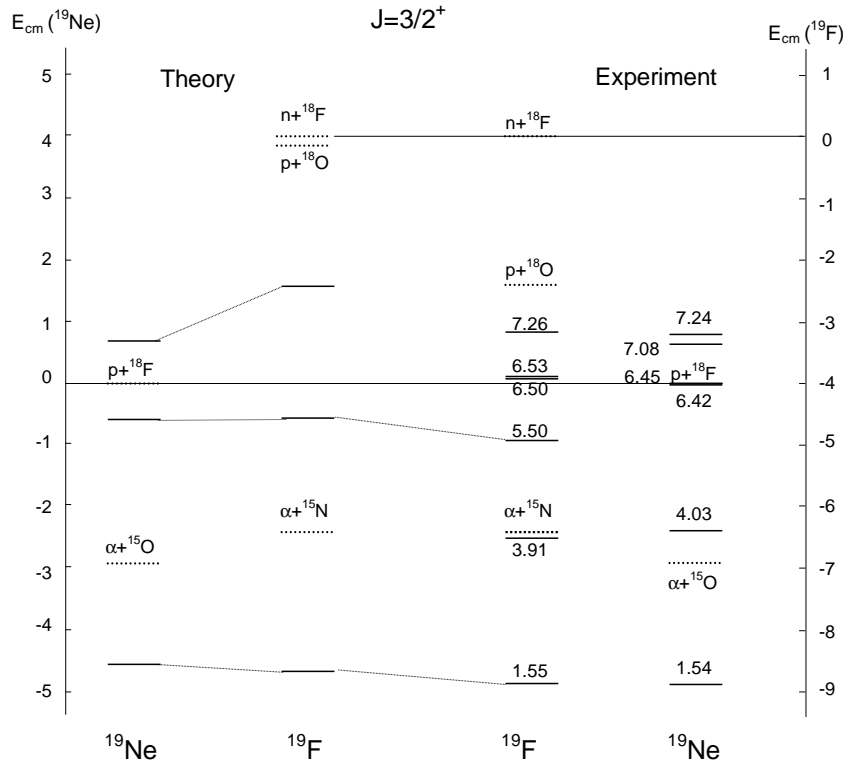 J=3/2⁺
E_cm (¹⁹Ne)
E_cm (¹⁹F)
5
1
Theory
Experiment
n+¹⁸F
n+¹⁸F
4
0
p+¹⁸O
3
-1
2
p+¹⁸O
-2
1
7.26
7.24
-3
7.08
p+¹⁸F
6.53
6.45
p+¹⁸F
0
-4
6.50
6.42
-1
5.50
-5
-2
α+¹⁵N
α+¹⁵N
4.03
-6
α+¹⁵O
3.91
-3
α+¹⁵O
-7
-4
-8
-5
1.55
1.54
-9
¹⁹Ne
¹⁹F
¹⁹F
¹⁹Ne